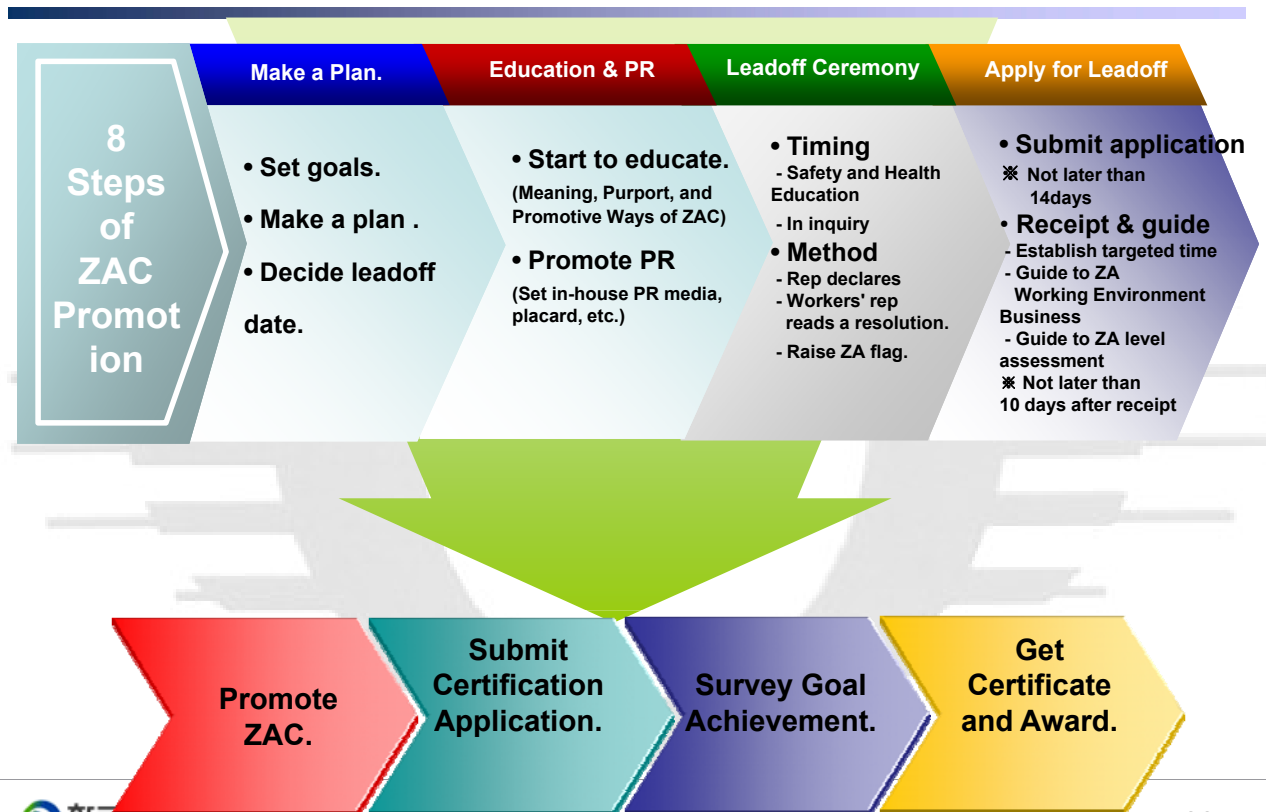 8
Steps
of
ZAC
Promot
ion
Make a Plan.
• Set goals.
• Make a plan .
• Decide leadoff
date.
Education & PR
• Start to educate.
(Meaning, Purport, and
Promotive Ways of ZAC)
• Promote PR
(Set in-house PR media,
placard, etc.)
Leadoff Ceremony
• Timing
- Safety and Health
Education
- In inquiry
• Method
- Rep declares
- Workers' rep
reads a resolution.
- Raise ZA flag.
Apply for Leadoff
• Submit application
※ Not later than
14days
• Receipt & guide
- Establish targeted time
- Guide to ZA
Working Environment
Business
- Guide to ZA level
assessment
※ Not later than
10 days after receipt
Promote
ZAC.
Submit
Certification
Application.
Survey Goal
Achievement.
Get
Certificate
and Award.